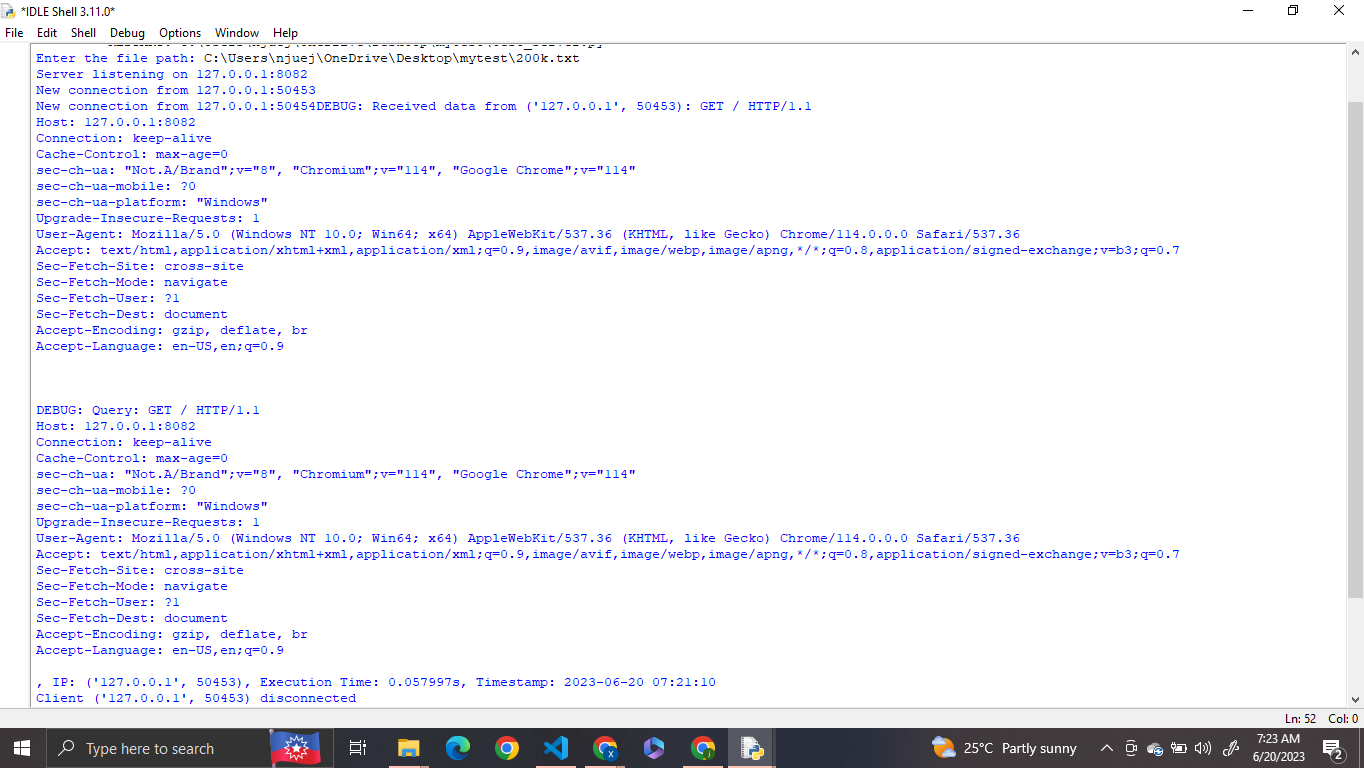 *IDLE Shell 3.11.0*
File Edit Shell Debug Options Window Help
Enter the file path: C:\Users\njuej\OneDrive\Desktop\mytest\200k.txt
Server listening on 127.0.0.1:8082
New connection from 127.0.0.1:50453
New connection from 127.0.0.1:50454DEBUG: Received data from ('127.0.0.1', 50453): GET / HTTP/1.1
Host: 127.0.0.1:8082
Connection: keep-alive
Cache-Control: max-age=0
sec-ch-ua: "Not.A/Brand";v="8", "Chromium";v="114", "Google Chrome";v="114"
sec-ch-ua-mobile: ?0
sec-ch-ua-platform: "Windows"
Upgrade-Insecure-Requests: 1
User-Agent: Mozilla/5.0 (Windows NT 10.0; Win64; x64) AppleWebKit/537.36 (KHTML, like Gecko) Chrome/114.0.0.0 Safari/537.36
Accept: text/html,application/xhtml+xml,application/xml;q=0.9,image/avif,image/webp,image/apng,*/*;q=0.8,application/signed-exchange;v=b3;q=0.7
Sec-Fetch-Site: cross-site
Sec-Fetch-Mode: navigate
Sec-Fetch-User: ?1
Sec-Fetch-Dest: document
Accept-Encoding: gzip, deflate, br
Accept-Language: en-US,en;q=0.9
DEBUG: Query: GET / HTTP/1.1
Host: 127.0.0.1:8082
Connection: keep-alive
Cache-Control: max-age=0
sec-ch-ua: "Not.A/Brand";v="8", "Chromium";v="114", "Google Chrome";v="114"
sec-ch-ua-mobile: ?0
sec-ch-ua-platform: "Windows"
Upgrade-Insecure-Requests: 1
User-Agent: Mozilla/5.0 (Windows NT 10.0; Win64; x64) AppleWebKit/537.36 (KHTML, like Gecko) Chrome/114.0.0.0 Safari/537.36
Accept: text/html,application/xhtml+xml,application/xml;q=0.9,image/avif,image/webp,image/apng,*/*;q=0.8,application/signed-exchange;v=b3;q=0.7
Sec-Fetch-Site: cross-site
Sec-Fetch-Mode: navigate
Sec-Fetch-User: ?1
Sec-Fetch-Dest: document
Accept-Encoding: gzip, deflate, br
Accept-Language: en-US,en;q=0.9
, IP: ('127.0.0.1', 50453), Execution Time: 0.057997s, Timestamp: 2023-06-20 07:21:10
Client ('127.0.0.1', 50453) disconnected
Ln: 52 Col: 0
Type here to search
25°C Partly sunny
7:23 AM
6/20/2023
2